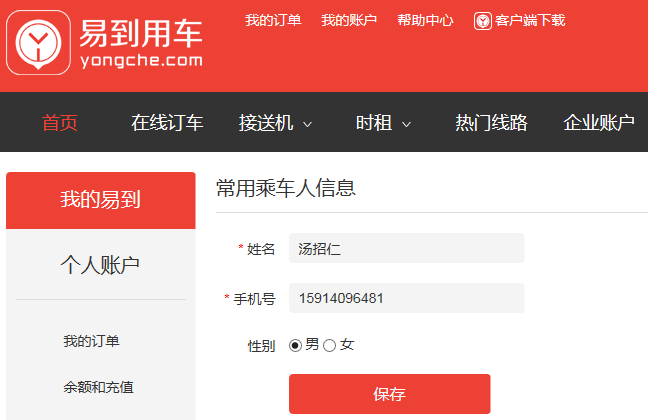 易到用车
yongche.com
我的订单 我的账户 帮助中心 客户端下载
首页 在线订车 接送机 时租 热门线路 企业账户
我的易到
个人账户
我的订单
余额和充值
常用乘车人信息
* 姓名 汤招仁
* 手机号 15914096481
性别 男 女
保存